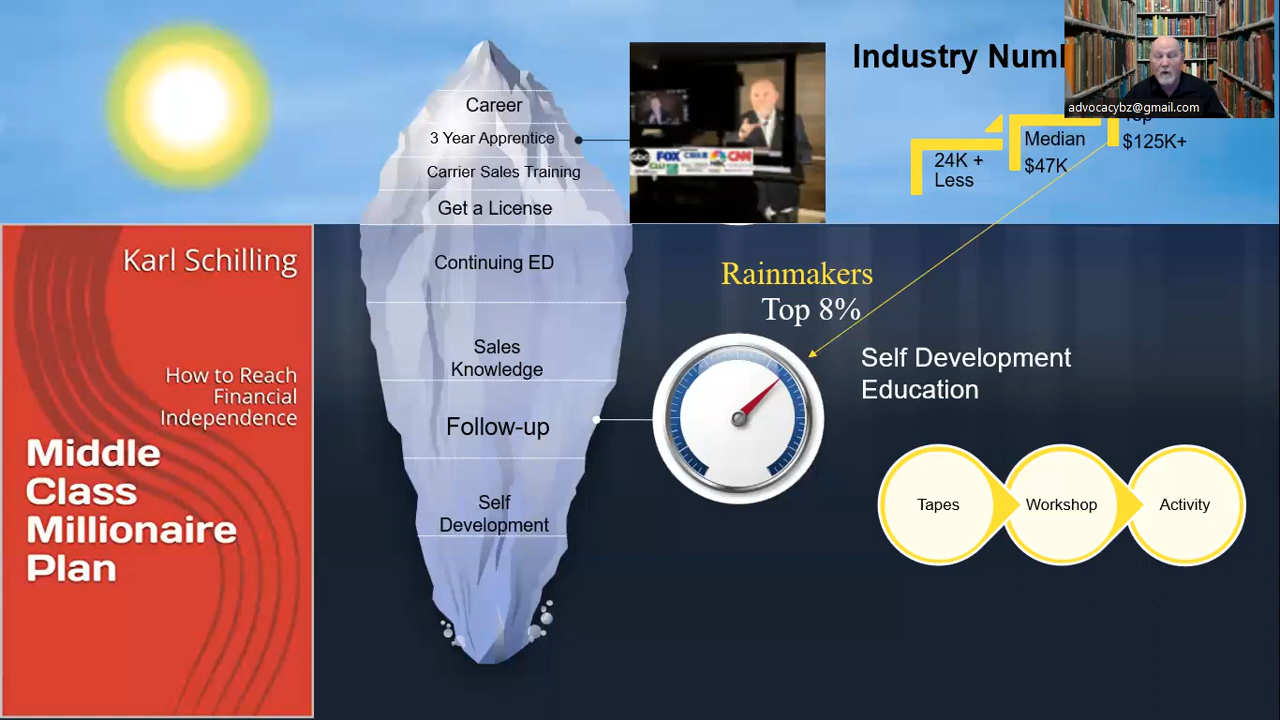 Industry Num
advocacybz@gmail.com
Career
3 Year Apprentice
Carrier Sales Training
Get a License
abc
FOX
CNN
24K +
Less
Median
$47K
$125K+
Karl Schilling
How to Reach
Financial
Independence
Middle
Class
Millionaire
Plan
Continuing ED
Sales
Knowledge
Follow-up
Self
Development
Rainmakers
Top 8%
Self Development
Education
Tapes
Workshop
Activity